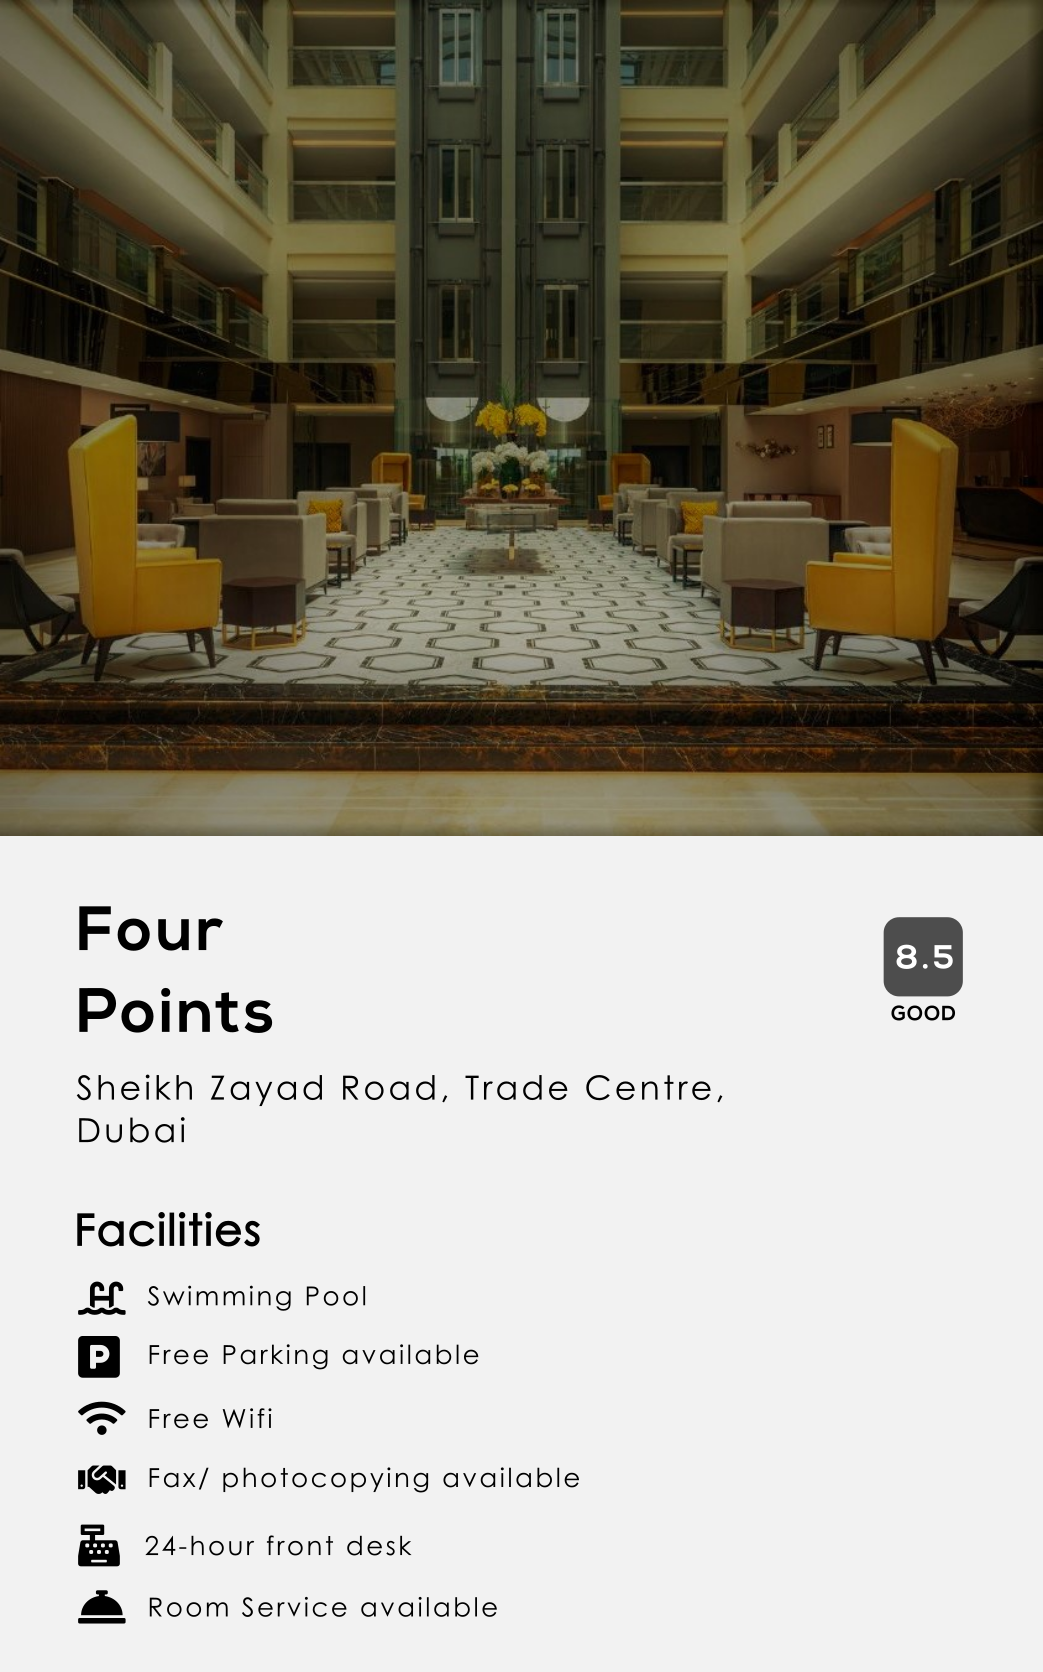 Four
Points
8.5
GOOD
Sheikh Zayad Road, Trade Centre,
Dubai
Facilities
Swimming Pool
P
Free Parking available
Free Wifi
Fax/ photocopying available
24-hour front desk
Room Service available